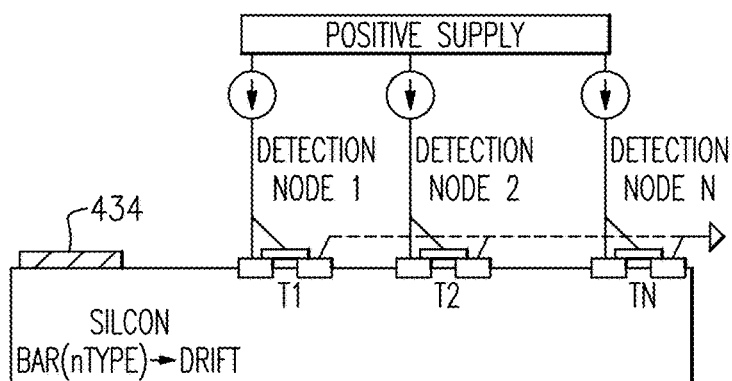 POSITIVE SUPPLY
DETECTION
NODE 1
DETECTION
NODE 2
DETECTION
NODE N
434
T1
T2
TN
SILCON
BAR(nTYPE)→DRIFT